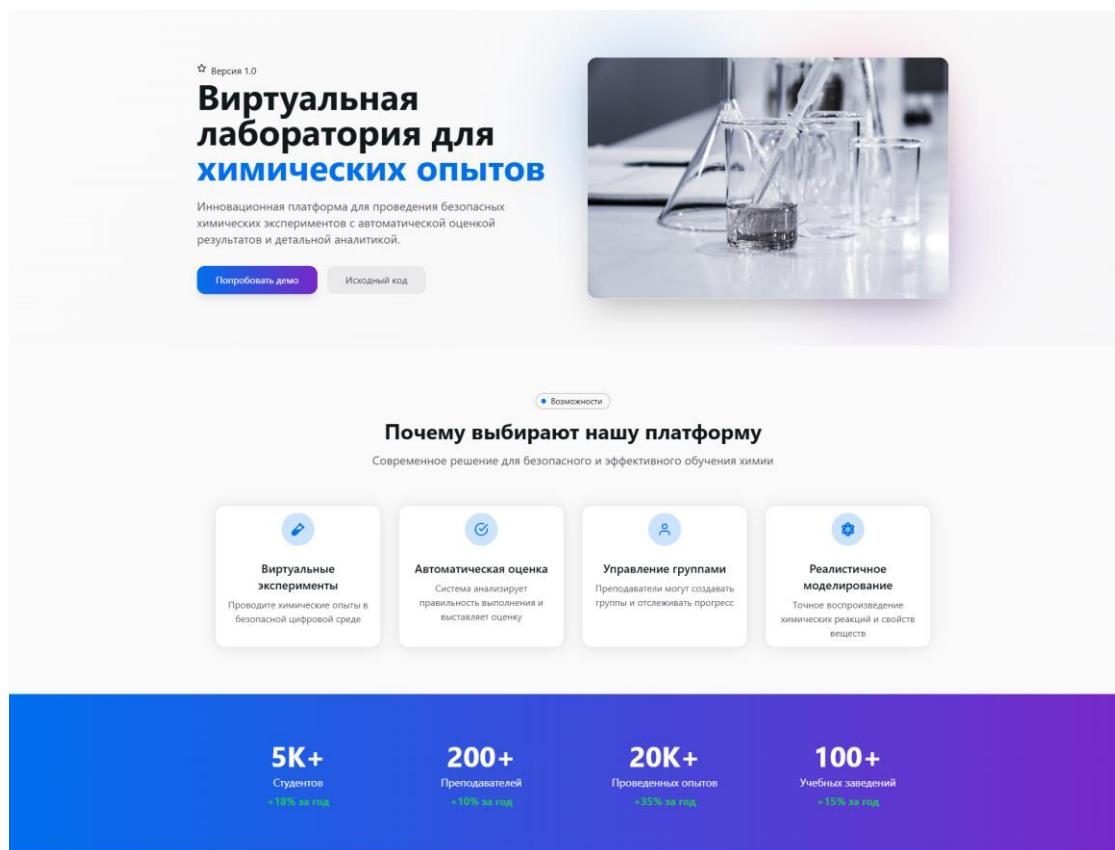 Версия 1.0
Виртуальная
лаборатория для
химических опытов
Инновационная платформа для проведения безопасных
химических экспериментов с автоматической оценкой
результатов и детальной аналитикой.
Попробовать демо
Исходный код
Возможности
Почему выбирают нашу платформу
Современное решение для безопасного и эффективного обучения химии
Виртуальные
эксперименты
Проводите химические опыты в
безопасной цифровой среде
Автоматическая оценка
Система анализирует
правильность выполнения и
выставляет оценку
Управление группами
Преподаватели могут создавать
группы и отслеживать прогресс
Реалистичное
моделирование
Точное воспроизведение
химических реакций и свойств
веществ
5K+
Студентов
+18% за год
200+
Преподавателей
+10% за год
20K+
Проведенных опытов
+35% за год
100+
Учебных заведений
+15% за год